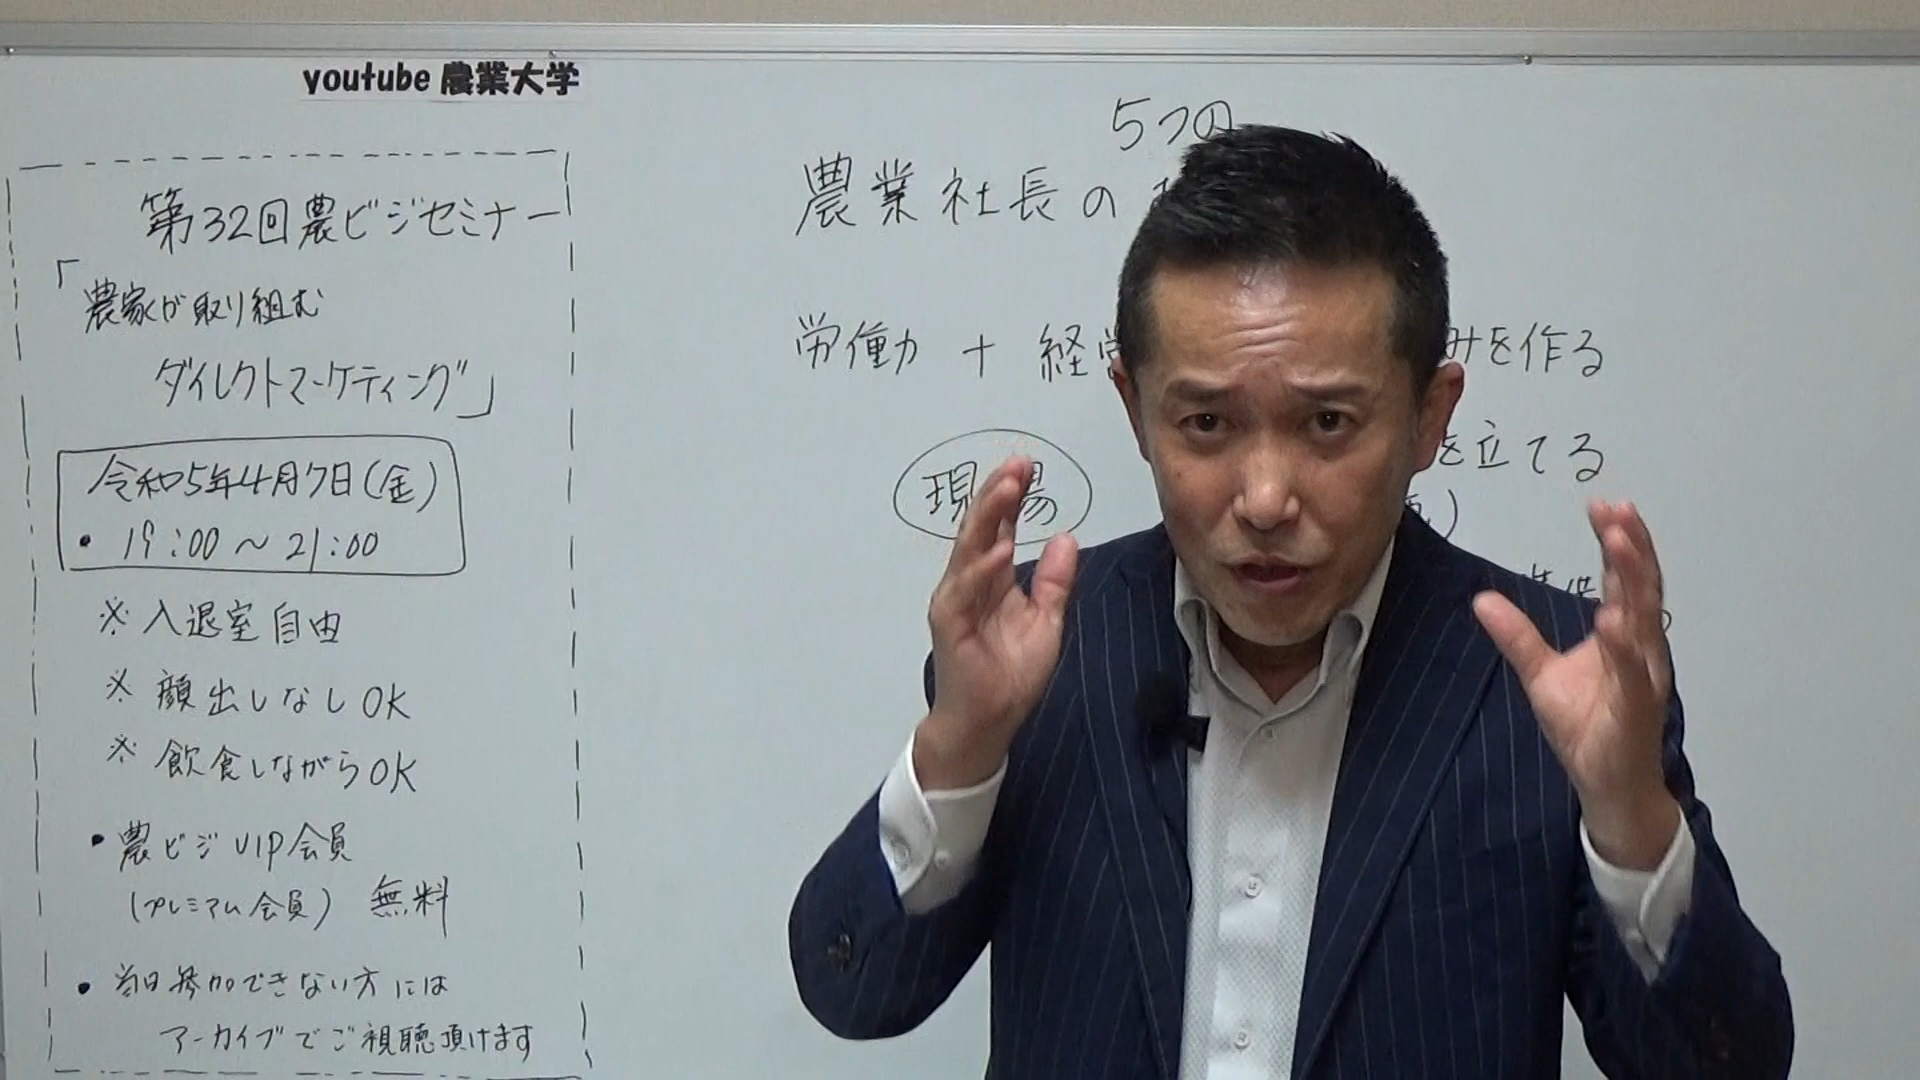 youtube 農業大学
第32回農ビジセミナー
「農家が取り組む
ダイレクトマーケティング」
令和5年4月7日(金)
・19:00〜21:00
※入退室自由
※顔出しなしOK
※飲食しながらOK
・農ビジVIP会員
(プレミアム会員) 無料
・当日参加できない方には
アーカイブでご視聴頂けます
5つの
農業社長の
労働力 + 経営 みを作る
現場 を立てる
)